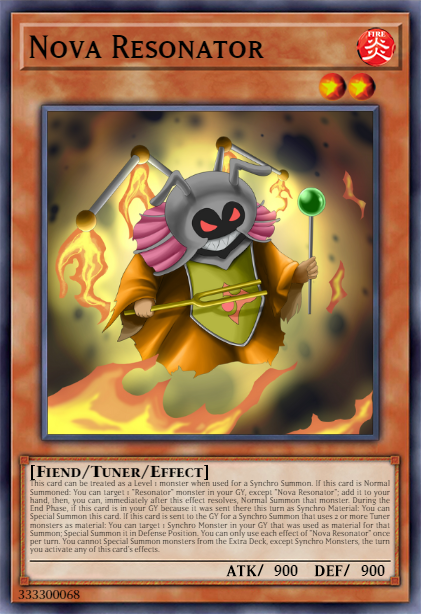 Nova Resonator
FIRE
炎
[Fiend/Tuner/Effect]
This card can be treated as a Level 1 monster when used for a Synchro Summon. If this card is Normal
Summoned: You can target 1 "Resonator" monster in your GY, except "Nova Resonator"; add it to your
hand, then, you can, immediately after this effect resolves, Normal Summon that monster. During the
End Phase, if this card is in your GY because it was sent there this turn as Synchro Material: You can
Special Summon this card. If this card is sent to the GY for a Synchro Summon that uses 2 or more Tuner
monsters as material: You can target 1 Synchro Monster in your GY that was used as material for that
Summon; Special Summon it in Defense Position. You can only use each effect of "Nova Resonator" once
per turn. You cannot Special Summon monsters from the Extra Deck, except Synchro Monsters, the turn
you activate any of this card's effects.
ATK/ 900 DEF/ 900
333300068